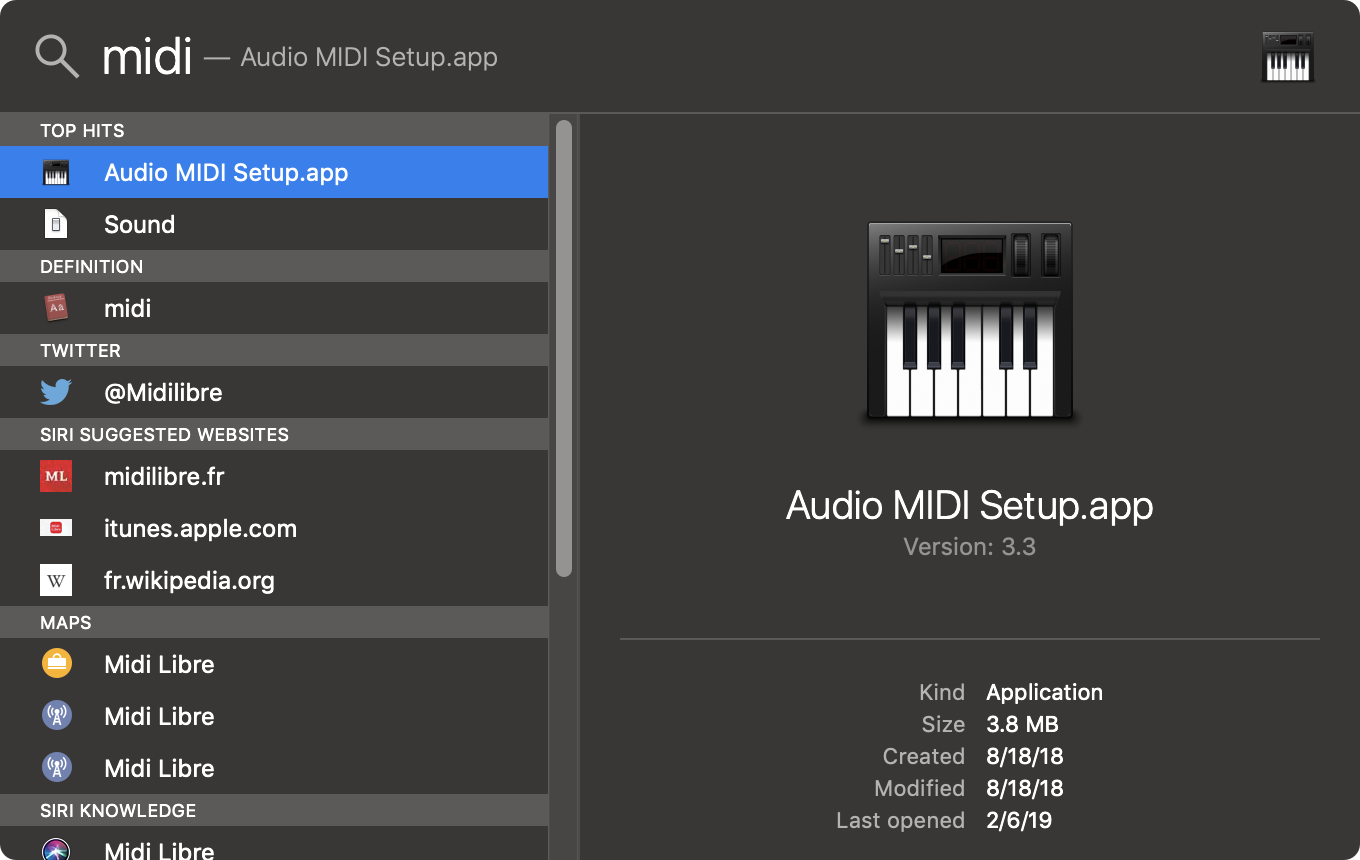 midi — Audio MIDI Setup.app
TOP HITS
Audio MIDI Setup.app
Sound
DEFINITION
Aa
midi
TWITTER
@Midilibre
SIRI SUGGESTED WEBSITES
ML
midilibre.fr
itunes.apple.com
W
fr.wikipedia.org
MAPS
Midi Libre
Midi Libre
Midi Libre
SIRI KNOWLEDGE
Midi Libre
Audio MIDI Setup.app
Version: 3.3
Kind Application
Size 3.8 MB
Created 8/18/18
Modified 8/18/18
Last opened 2/6/19